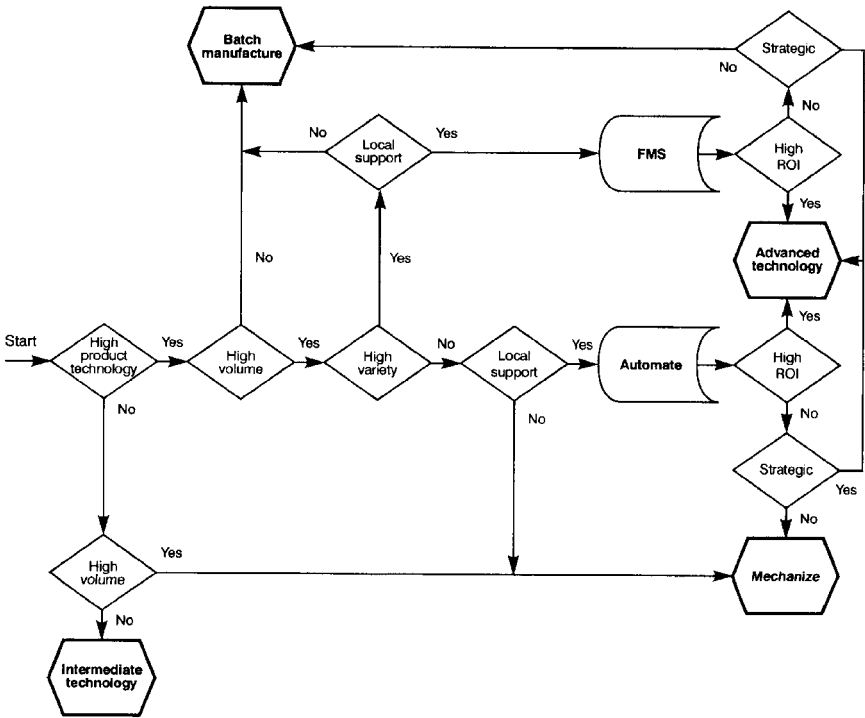 Batch
manufacture
Strategic
No
No
No
Local
support
Yes
FMS
High
ROI
Yes
No
Yes
Advanced
technology
Start
High
product
technology
Yes
High
volume
Yes
High
variety
No
Local
support
Yes
Automate
Yes
High
ROI
No
No
No
Strategic
Yes
No
High
volume
Yes
Mechanize
No
Intermediate
technology